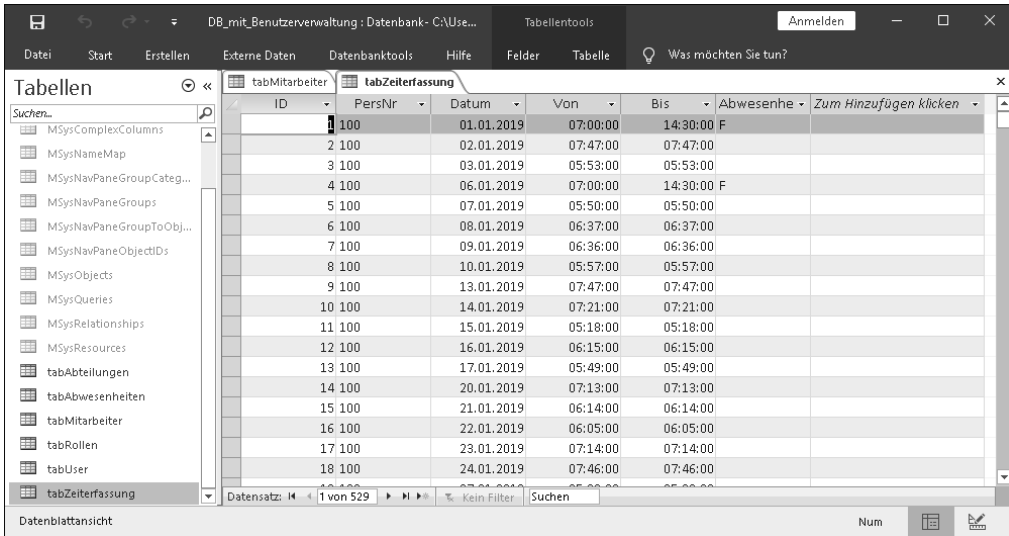 DB_mit_Benutzerverwaltung : Datenbank- C:\Use... Tabellentools Anmelden
Datei Start Erstellen Externe Daten Datenbanktools Hilfe Felder Tabelle Was möchten Sie tun?
Tabellen
Suchen...
MSysComplexColumns
MSysNameMap
MSysNavPaneGroupCateg...
MSysNavPaneGroups
MSysNavPaneGroupToObj...
MSysNavPaneObjectIDs
MSysObjects
MSysQueries
MSysRelationships
MSysResources
tabAbteilungen
tabAbwesenheiten
tabMitarbeiter
tabRollen
tabUser
tabZeiterfassung
tabMitarbeiter tabZeiterfassung
ID PersNr Datum Von Bis Abwesenhe Zum Hinzufügen klicken
1 100 01.01.2019 07:00:00 14:30:00 F
2 100 02.01.2019 07:47:00 07:47:00
3 100 03.01.2019 05:53:00 05:53:00
4 100 06.01.2019 07:00:00 14:30:00 F
5 100 07.01.2019 05:50:00 05:50:00
6 100 08.01.2019 06:37:00 06:37:00
7 100 09.01.2019 06:36:00 06:36:00
8 100 10.01.2019 05:57:00 05:57:00
9 100 13.01.2019 07:47:00 07:47:00
10 100 14.01.2019 07:21:00 07:21:00
11 100 15.01.2019 05:18:00 05:18:00
12 100 16.01.2019 06:15:00 06:15:00
13 100 17.01.2019 05:49:00 05:49:00
14 100 20.01.2019 07:13:00 07:13:00
15 100 21.01.2019 06:14:00 06:14:00
16 100 22.01.2019 06:05:00 06:05:00
17 100 23.01.2019 07:14:00 07:14:00
18 100 24.01.2019 07:46:00 07:46:00
Datensatz: 1 von 529 Kein Filter Suchen
Datenblattansicht Num